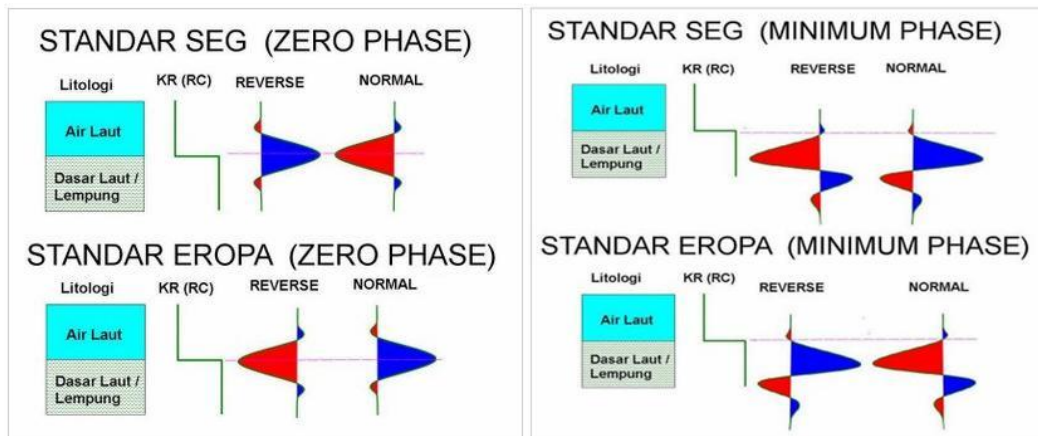 STANDAR SEG (ZERO PHASE)
Litologi KR (RC) REVERSE NORMAL
Air Laut
Dasar Laut /
Lempung
STANDAR EROPA (ZERO PHASE)
Litologi KR (RC) REVERSE NORMAL
Air Laut
Dasar Laut /
Lempung
STANDAR SEG (MINIMUM PHASE)
Litologi KR (RC) REVERSE NORMAL
Air Laut
Dasar Laut /
Lempung
STANDAR EROPA (MINIMUM PHASE)
Litologi KR (RC) REVERSE NORMAL
Air Laut
Dasar Laut /
Lempung